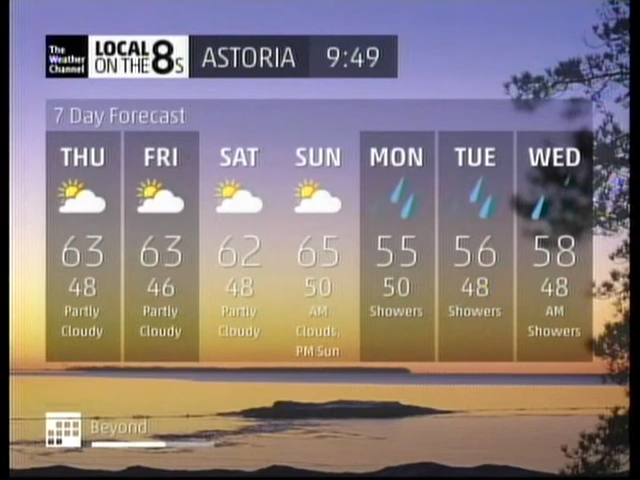 The
Weather
Channel
LOCAL
ON THE 8s
ASTORIA 9:49
7 Day Forecast
THU FRI SAT SUN MON TUE WED
63 63 62 65 55 56 58
48 46 48 50 50 48 48
Partly Partly Partly AM Showers Showers AM
Cloudy Cloudy Cloudy Clouds, Showers
PM Sun
Beyond